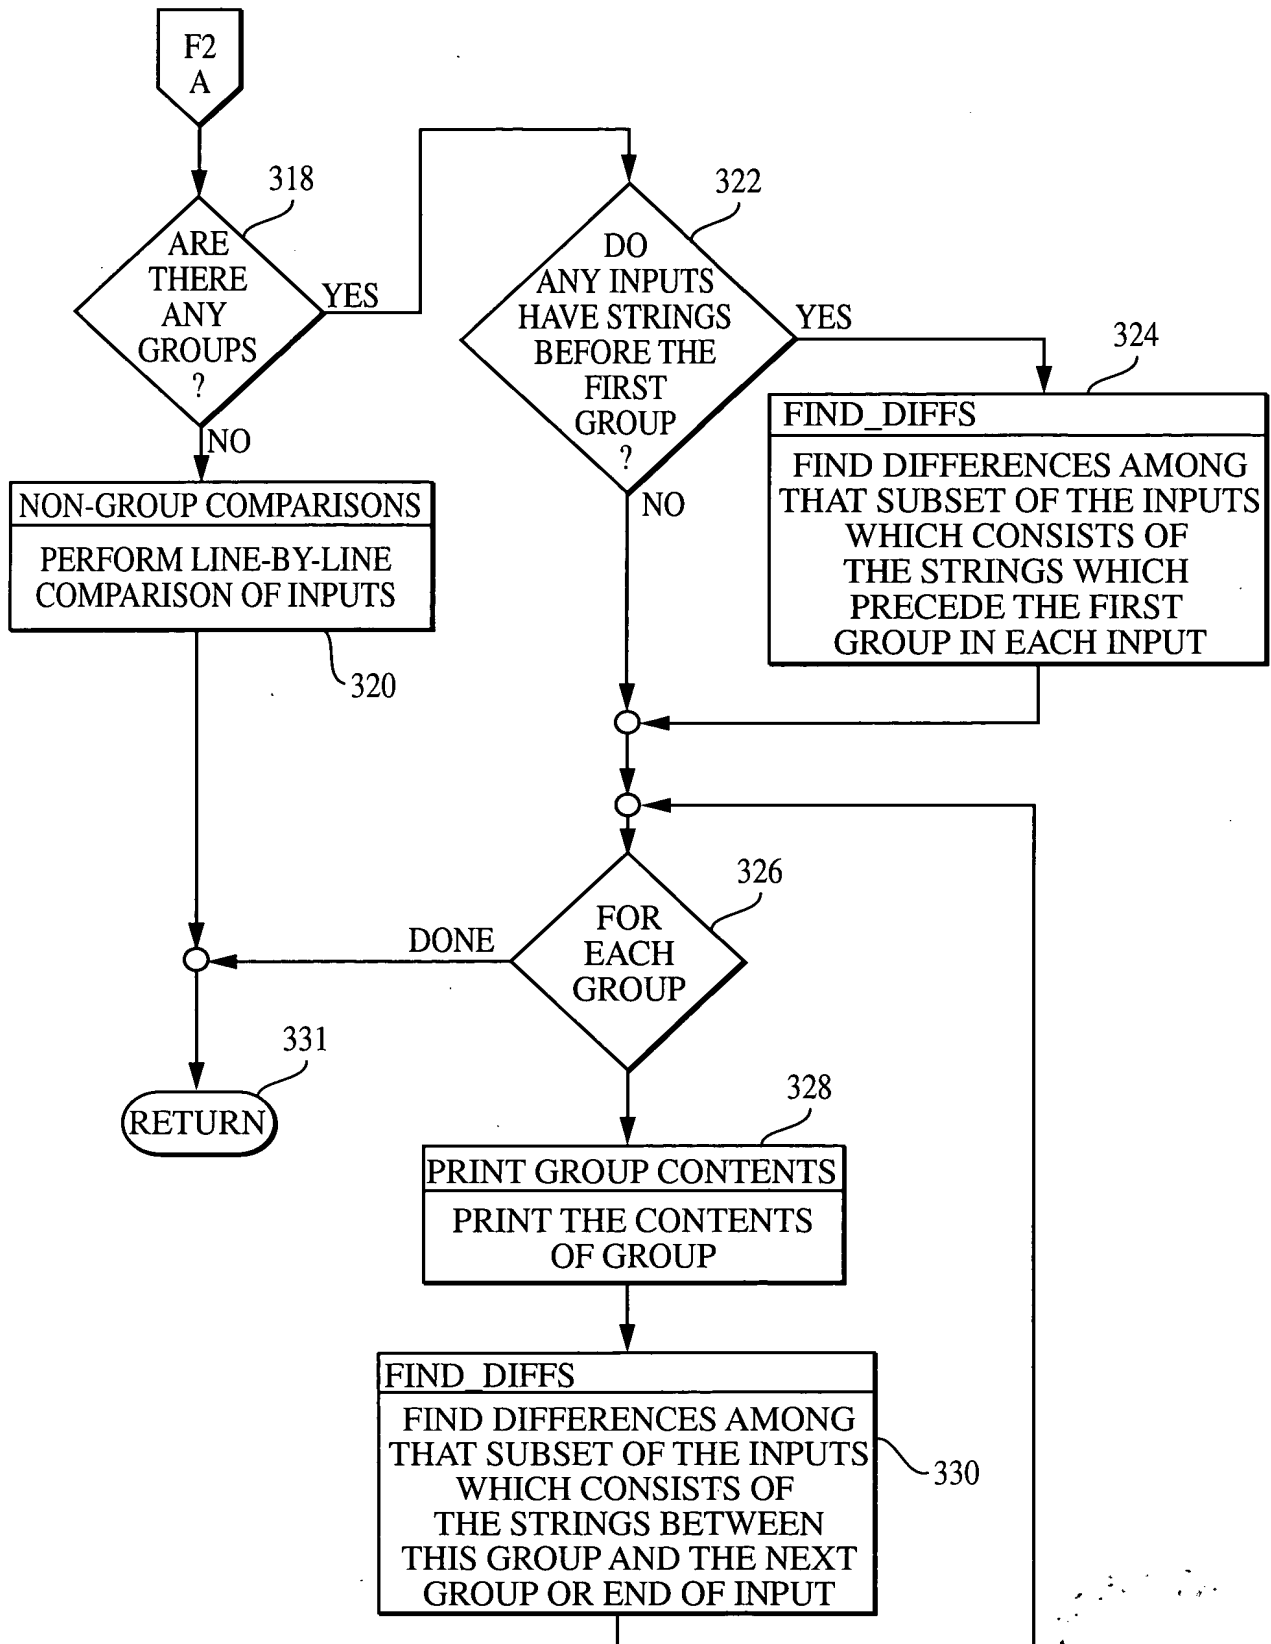 F2
A
318
ARE
THERE
ANY
GROUPS
?
YES
NO
322
DO
ANY INPUTS
HAVE STRINGS
BEFORE THE
FIRST
GROUP
?
YES
NO
324
FIND_DIFFS
FIND DIFFERENCES AMONG
THAT SUBSET OF THE INPUTS
WHICH CONSISTS OF
THE STRINGS WHICH
PRECEDE THE FIRST
GROUP IN EACH INPUT
NON-GROUP COMPARISONS
PERFORM LINE-BY-LINE
COMPARISON OF INPUTS
320
326
FOR
EACH
GROUP
DONE
331
RETURN
328
PRINT GROUP CONTENTS
PRINT THE CONTENTS
OF GROUP
FIND_DIFFS
FIND DIFFERENCES AMONG
THAT SUBSET OF THE INPUTS
WHICH CONSISTS OF
THE STRINGS BETWEEN
THIS GROUP AND THE NEXT
GROUP OR END OF INPUT
330